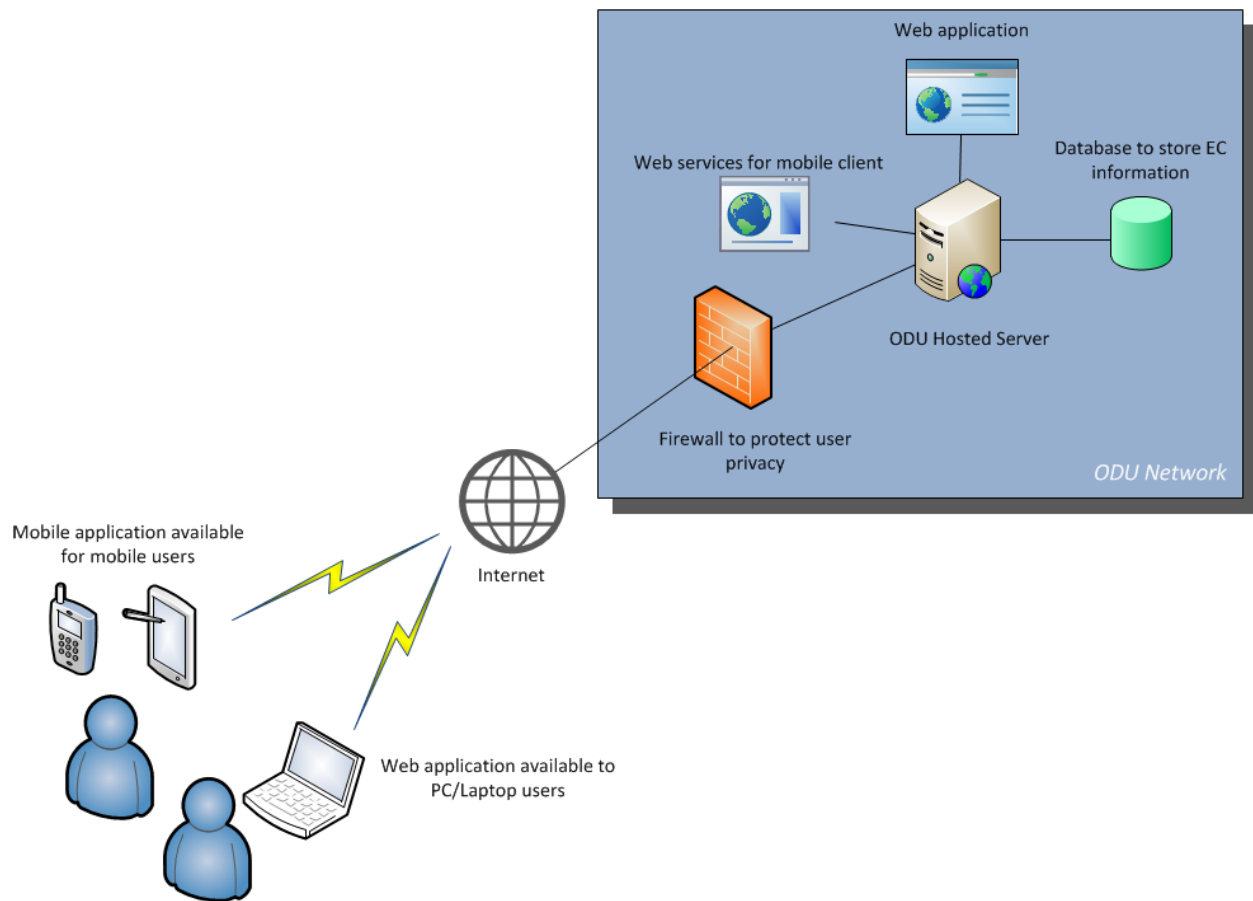 Web application
Web services for mobile client
Database to store EC
information
ODU Hosted Server
Firewall to protect user
privacy
ODU Network
Internet
Mobile application available
for mobile users
Web application available to
PC/Laptop users